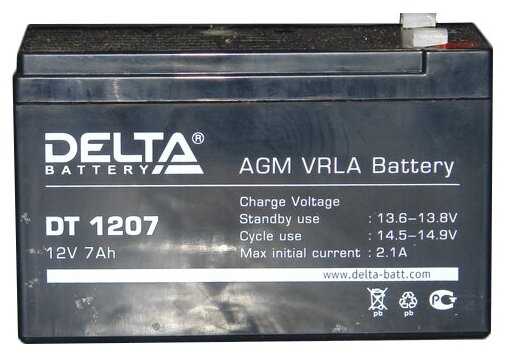 DELTA®
BATTERY
DT 1207
12V 7Ah
AGM VRLA Battery
Charge Voltage
Standby use : 13.6–13.8V
Cycle use : 14.5–14.9V
Max initial current : 2.1A
www.delta-batt.com
pb pb